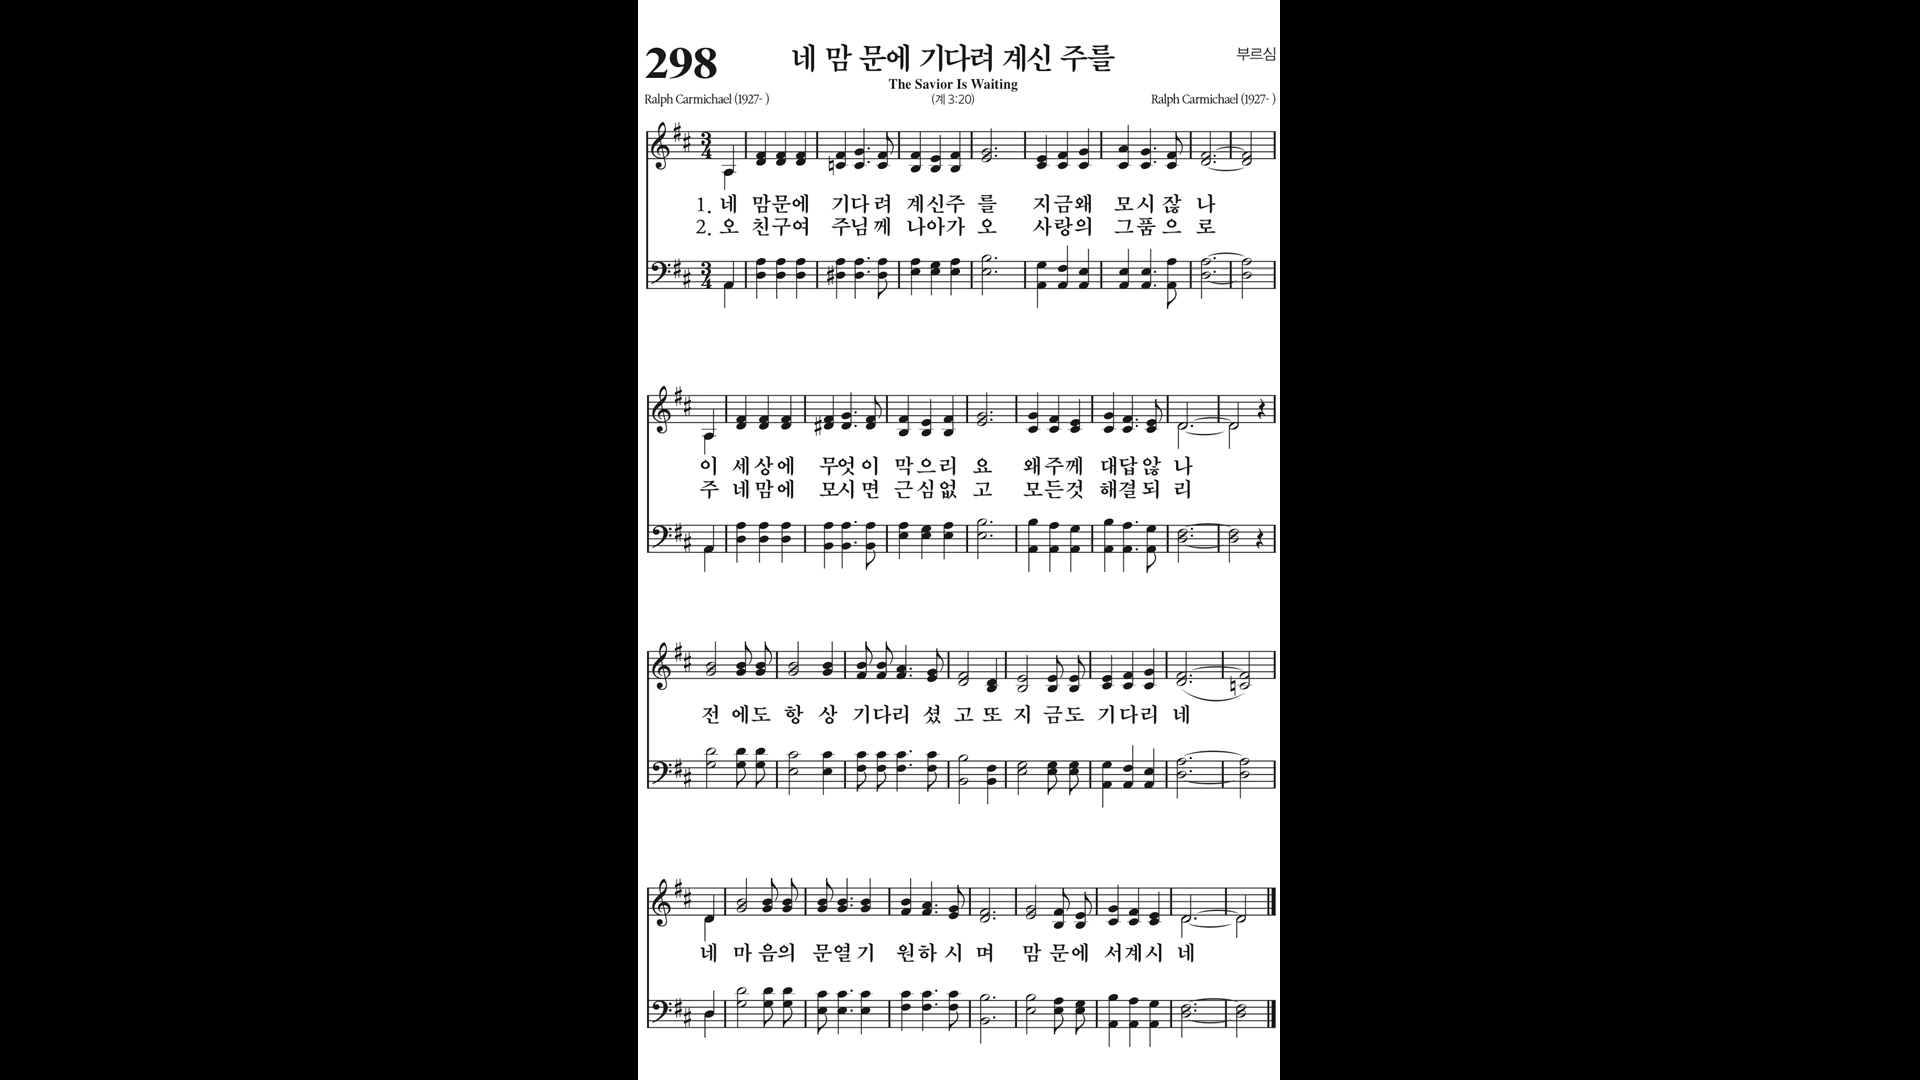 298
네 맘 문에 기다려 계신 주를
부르심
The Savior Is Waiting
Ralph Carmichael (1927- )
(계 3:20)
Ralph Carmichael (1927- )
1. 네 맘문에 기다려 계신주 를 지금왜 모시 잖 나
2. 오 친구여 주님께 나아가 오 사랑의 그품으 로
이 세상에 무엇이 막으리 요 왜주께 대답않 나
주 네맘에 모시면 근심없 고 모든것 해결되 리
전 에도 항 상 기다리 셨 고 또 지 금도 기다리 네
네 마 음의 문열기 원하 시 며 맘 문에 서계시 네